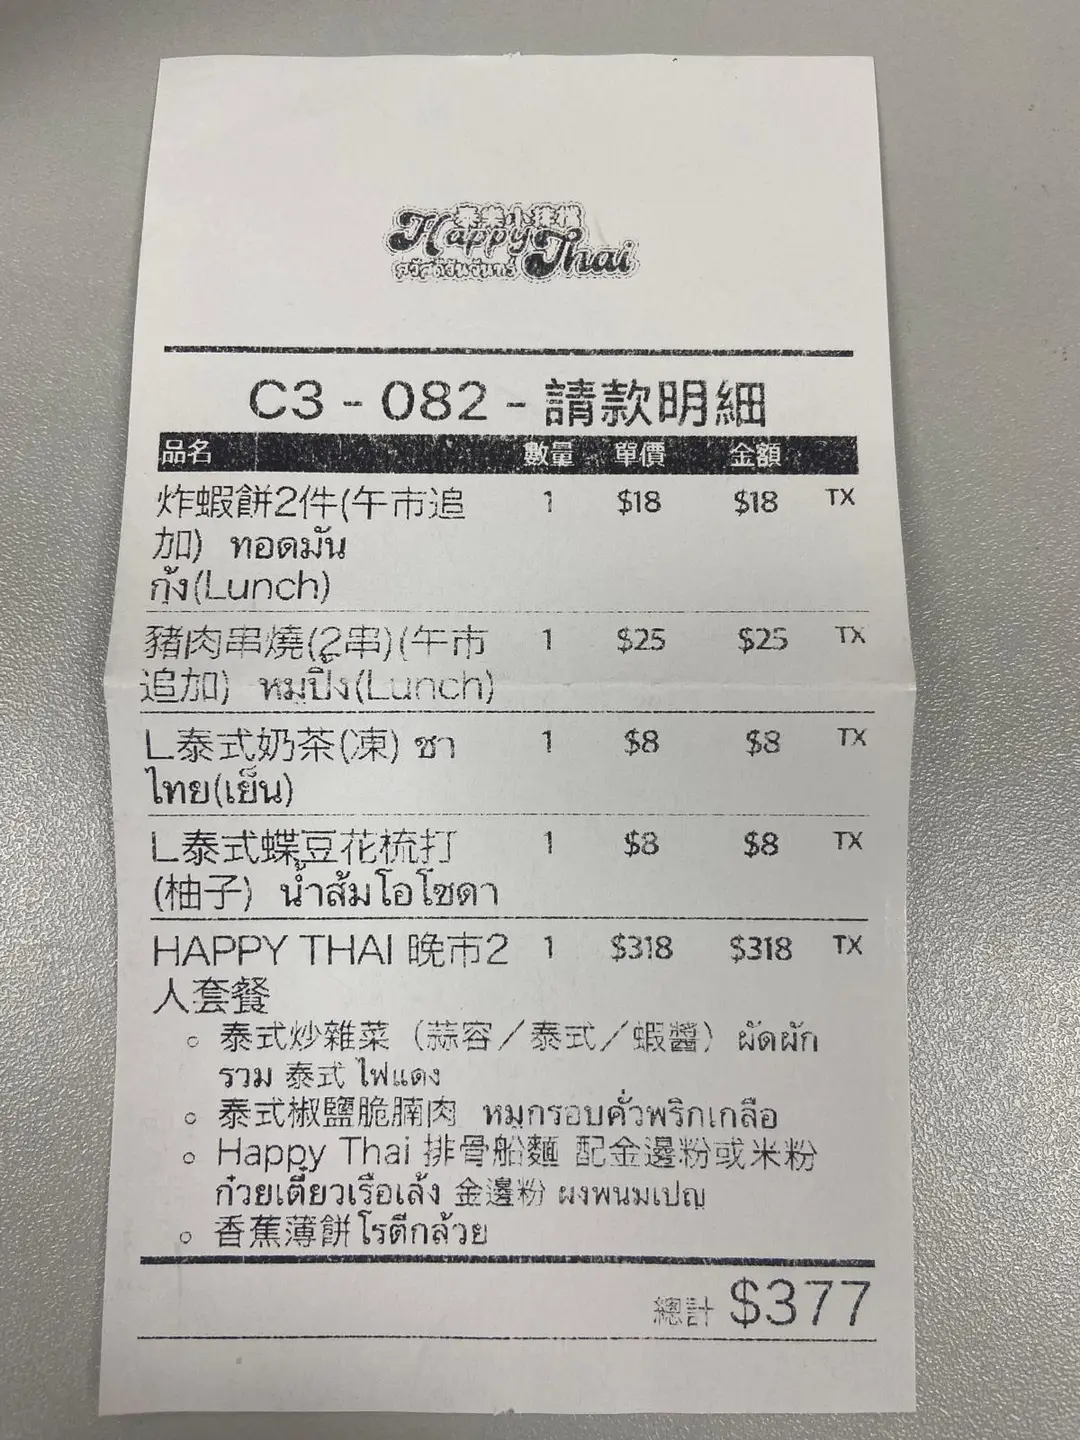 Happy Thai
สวัสดีวันจันทร์
C3 - 082 - 請款明細
品名 數量 單價 金額
炸蝦餅2件(午市追 1 $18 $18 TX
加) ทอดมัน
กุ้ง(Lunch)
豬肉串燒(2串)(午市 1 $25 $25 TX
追加) หมูปิ้ง(Lunch)
L泰式奶茶(凍) ชา 1 $8 $8 TX
ไทย(เย็น)
L泰式蝶豆花梳打 1 $8 $8 TX
(柚子) น้ำส้มโอโซดา
HAPPY THAI 晚市2 1 $318 $318 TX
人套餐
◦ 泰式炒雜菜 (蒜容／泰式／蝦醬) ผัดผัก
รวม 泰式 ไฟแดง
◦ 泰式椒鹽脆腩肉 หมูกรอบคั่วพริกเกลือ
◦ Happy Thai 排骨船麵 配金邊粉或米粉
ก๋วยเตี๋ยวเรือเล้ง 金邊粉 ผงพนมเปญ
◦ 香蕉薄餅 โรตีกล้วย
總計 $377